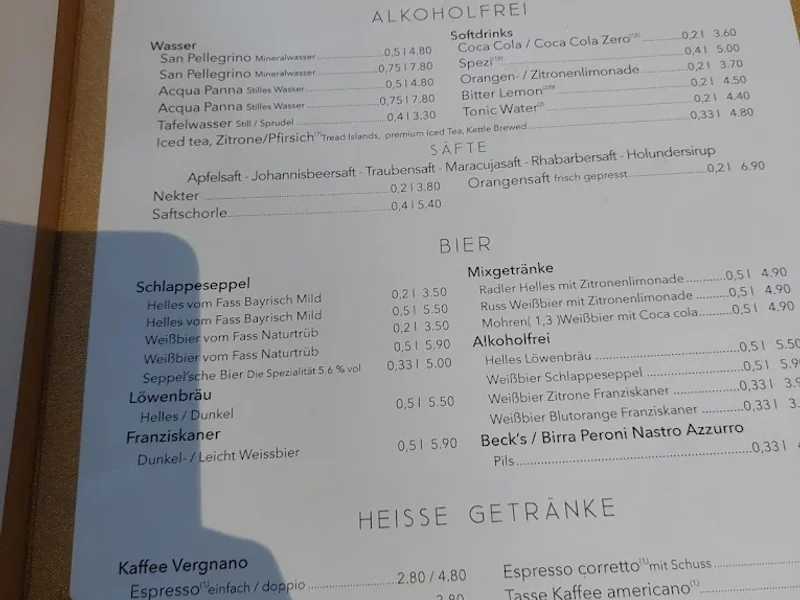 ALKOHOLFREI
Wasser
San Pellegrino Mineralwasser 0,5 l 4.80
San Pellegrino Mineralwasser 0,75 l 7.80
Acqua Panna Stilles Wasser 0,5 l 4.80
Acqua Panna Stilles Wasser 0,75 l 7.80
Tafelwasser Still / Sprudel 0,4 l 3.30
Softdrinks
Coca Cola / Coca Cola Zero 0,2 l 3.60
Spezi 0,4 l 5.00
Orangen- / Zitronenlimonade 0,2 l 3.70
Bitter Lemon 0,2 l 4.50
Tonic Water 0,2 l 4.40
Iced tea, Zitrone/Pfirsich Tread Islands, premium Iced Tea, Kettle Brewed 0,33 l 4.80
SÄFTE
Apfelsaft - Johannisbeersaft - Traubensaft - Maracujasaft - Rhabarbersaft - Holundersirup
Nekter 0,2 l 3.80
Saftschorle 0,4 l 5.40
Orangensaft frisch gepresst 0,2 l 6.90
BIER
Schlappeseppel
Helles vom Fass Bayrisch Mild 0,2 l 3.50
Helles vom Fass Bayrisch Mild 0,5 l 5.50
Weißbier vom Fass Naturtrüb 0,2 l 3.50
Weißbier vom Fass Naturtrüb 0,5 l 5.90
Seppel'sche Bier Die Spezialität 5,6 % vol 0,33 l 5.00
Löwenbräu
Helles / Dunkel 0,5 l 5.50
Franziskaner
Dunkel- / Leicht Weissbier 0,5 l 5.90
Mixgetränke
Radler Helles mit Zitronenlimonade 0,5 l 4.90
Russ Weißbier mit Zitronenlimonade 0,5 l 4.90
Mohren( 1,3 )Weißbier mit Coca cola 0,5 l 4.90
Alkoholfrei
Helles Löwenbräu 0,5 l 5.50
Weißbier Schlappeseppel 0,5 l 5.9
Weißbier Zitrone Franziskaner 0,33 l 3.9
Weißbier Blutorange Franziskaner 0,33 l 3.
Beck's / Birra Peroni Nastro Azzurro
Pils 0,33 l
HEISSE GETRÄNKE
Kaffee Vergnano
Espresso (1) einfach / doppio 2.80 / 4.80
Espresso corretto (1) mit Schuss
Tasse Kaffee americano (1)